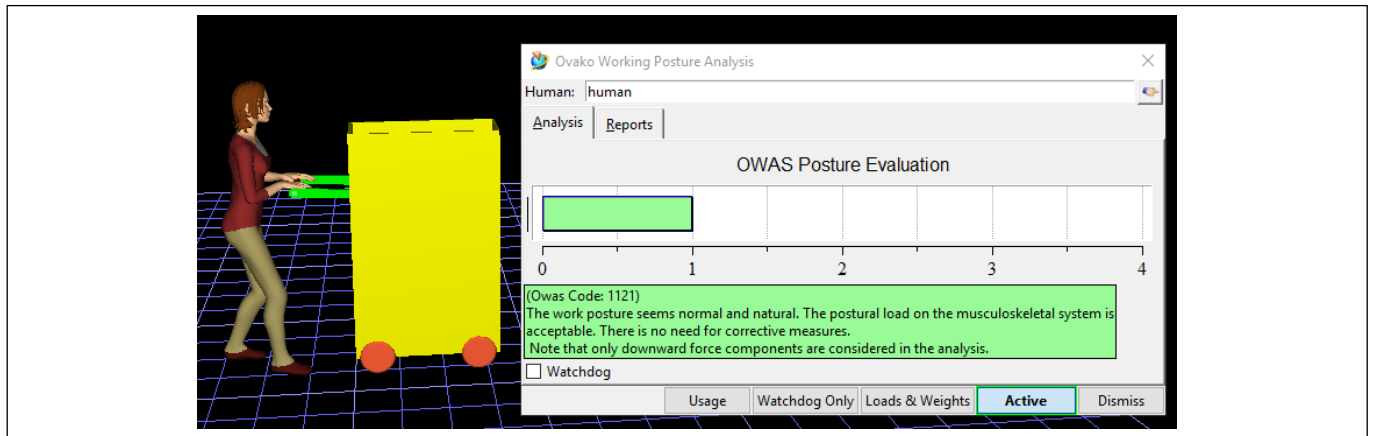 Ovako Working Posture Analysis
Human: human
Analysis Reports
OWAS Posture Evaluation
0 1 2 3 4
(Owas Code: 1121)
The work posture seems normal and natural. The postural load on the musculoskeletal system is
acceptable. There is no need for corrective measures.
Note that only downward force components are considered in the analysis.
Watchdog
Usage Watchdog Only Loads & Weights Active Dismiss